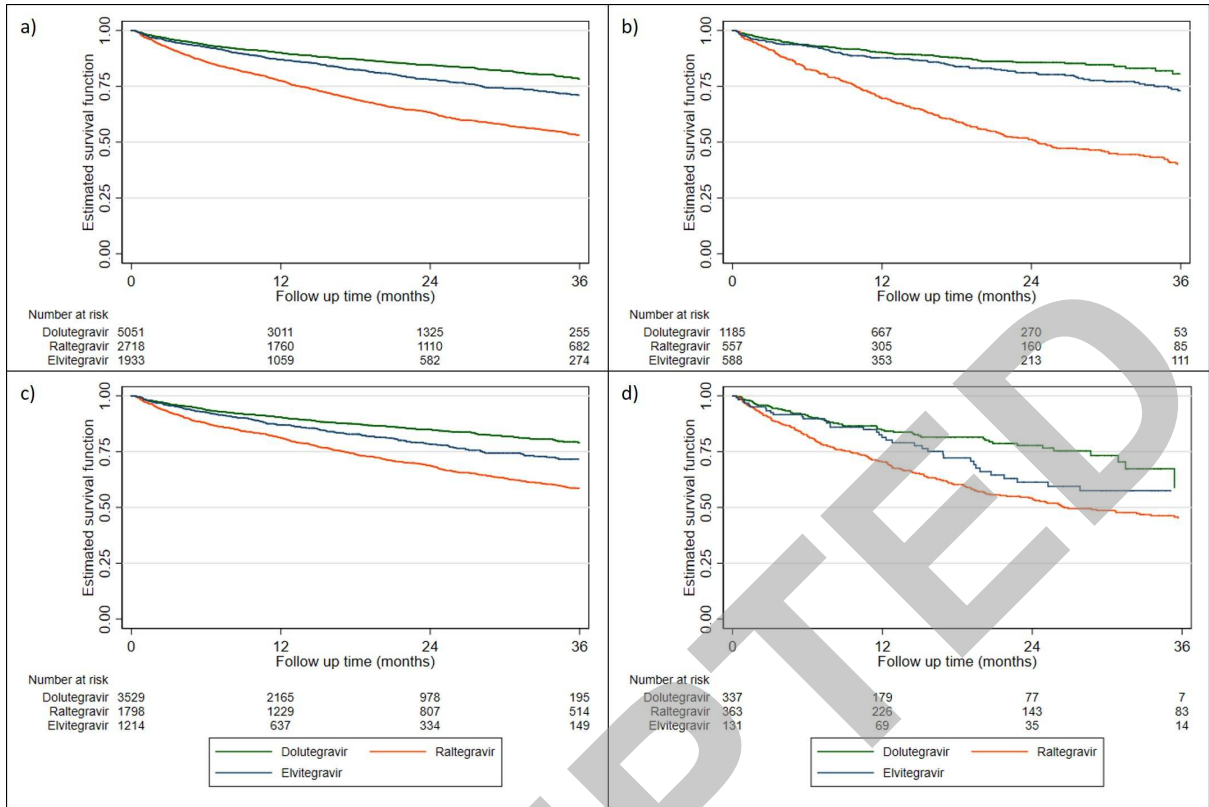 a)
Estimated survival function
1.00
0.75
0.50
0.25
0.00
0 12 24 36
Follow up time (months)
Number at risk
Dolutegravir 5051 3011 1325 255
Raltegravir 2718 1760 1110 682
Elvitegravir 1933 1059 582 274
b)
Estimated survival function
1.00
0.75
0.50
0.25
0.00
0 12 24 36
Follow up time (months)
Number at risk
Dolutegravir 1185 667 270 53
Raltegravir 557 305 160 85
Elvitegravir 588 353 213 111
c)
Estimated survival function
1.00
0.75
0.50
0.25
0.00
0 12 24 36
Follow up time (months)
Number at risk
Dolutegravir 3529 2165 978 195
Raltegravir 1798 1229 807 514
Elvitegravir 1214 637 334 149
Dolutegravir Raltegravir
Elvitegravir
d)
Estimated survival function
1.00
0.75
0.50
0.25
0.00
0 12 24 36
Follow up time (months)
Number at risk
Dolutegravir 337 179 77 7
Raltegravir 363 226 143 83
Elvitegravir 131 69 35 14
Dolutegravir Raltegravir
Elvitegravir
PTED